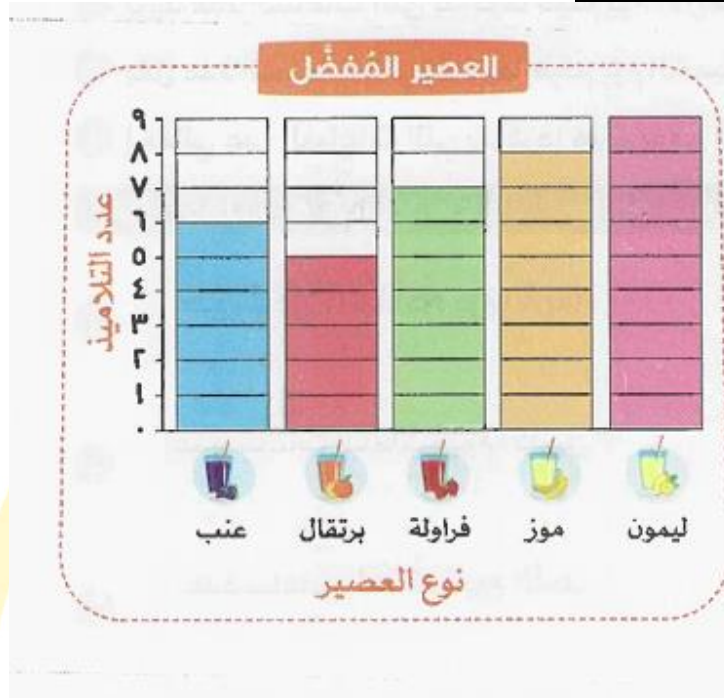 العصير المُفضَّل
عدد التلاميذ
٩
٨
٧
٦
٥
٤
٣
٢
١
٠
عنب برتقال فراولة موز ليمون
نوع العصير